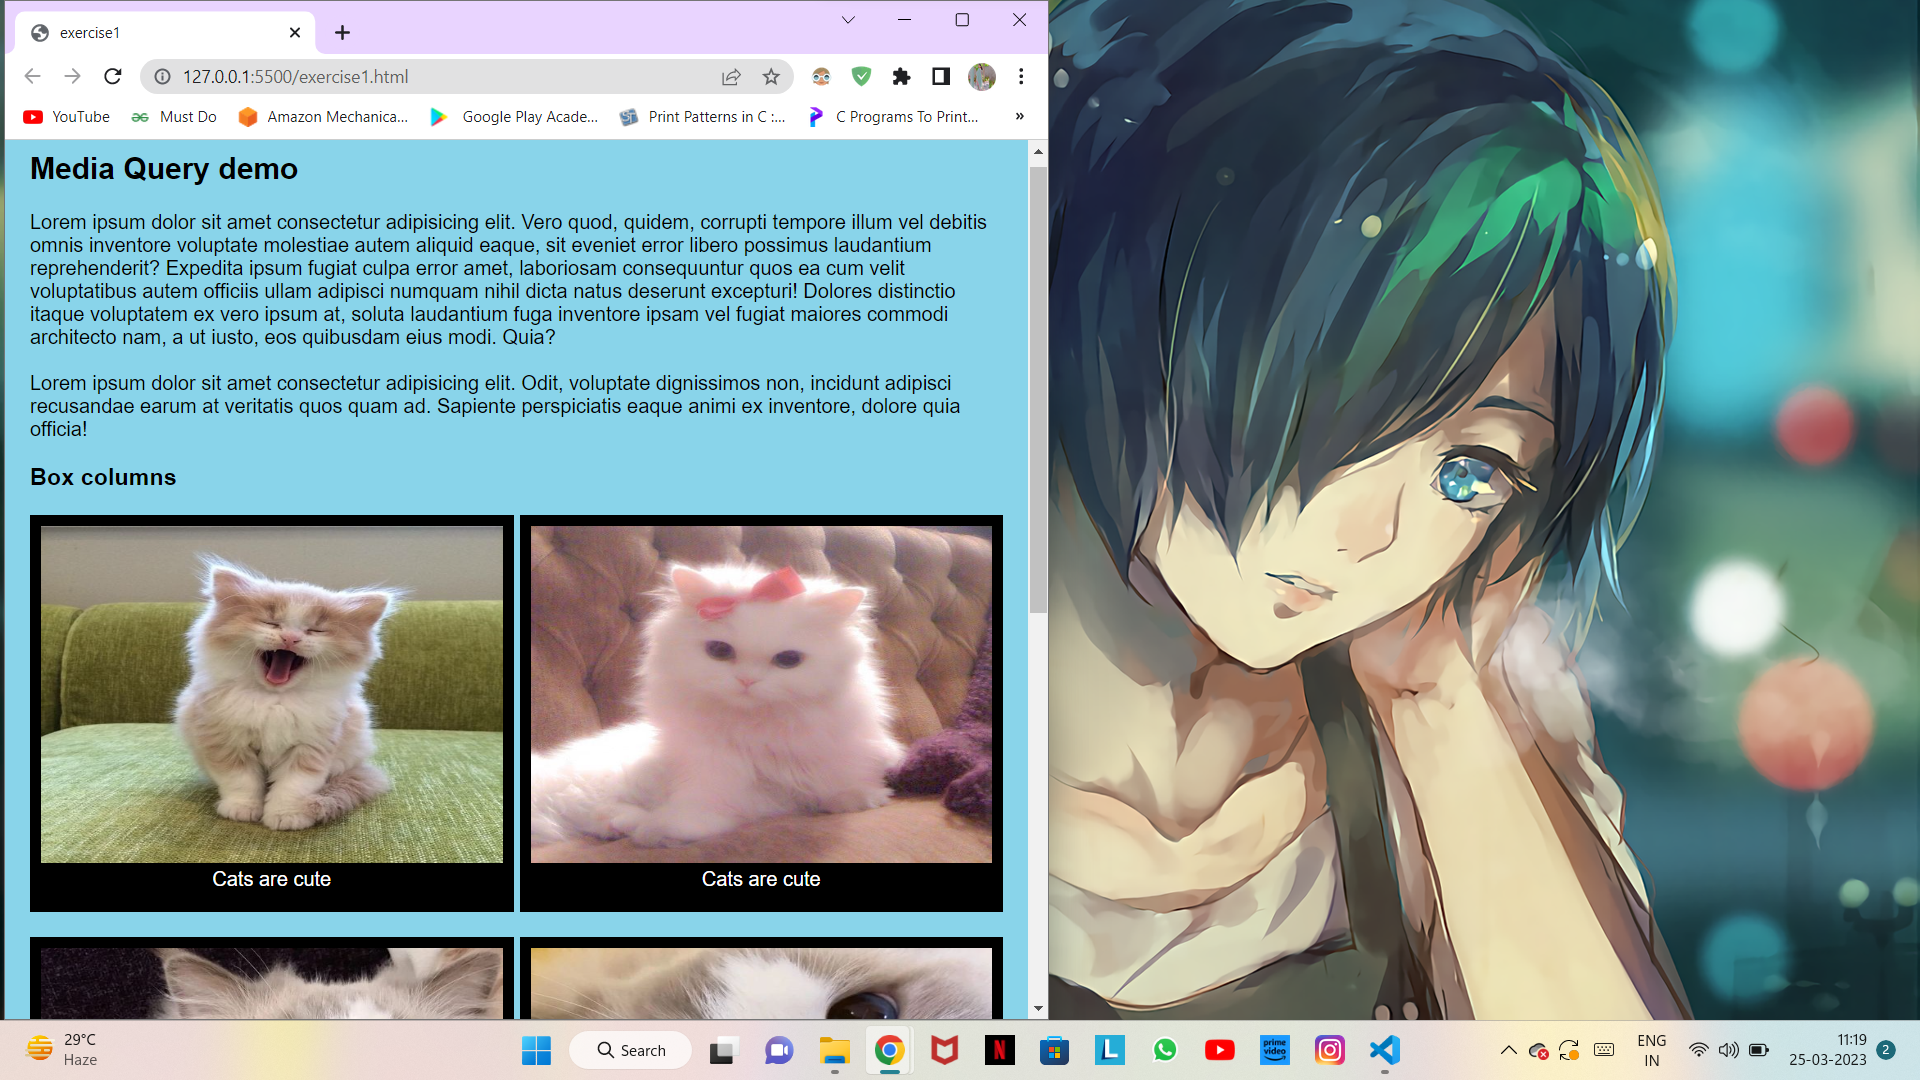 exercise1
127.0.0.1:5500/exercise1.html
YouTube
Must Do
Amazon Mechanica...
Google Play Acade...
Print Patterns in C :...
C Programs To Print...
»
Media Query demo
Lorem ipsum dolor sit amet consectetur adipisicing elit. Vero quod, quidem, corrupti tempore illum vel debitis
omnis inventore voluptate molestiae autem aliquid eaque, sit eveniet error libero possimus laudantium
reprehenderit? Expedita ipsum fugiat culpa error amet, laboriosam consequuntur quos ea cum velit
voluptatibus autem officiis ullam adipisci numquam nihil dicta natus deserunt excepturi! Dolores distinctio
itaque voluptatem ex vero ipsum at, soluta laudantium fuga inventore ipsam vel fugiat maiores commodi
architecto nam, a ut iusto, eos quibusdam eius modi. Quia?
Lorem ipsum dolor sit amet consectetur adipisicing elit. Odit, voluptate dignissimos non, incidunt adipisci
recusandae earum at veritatis quos quam ad. Sapiente perspiciatis eaque animi ex inventore, dolore quia
officia!
Box columns
Cats are cute
Cats are cute
29°C
Haze
Search
N
L
prime
video
ENG
IN
11:19
25-03-2023
2